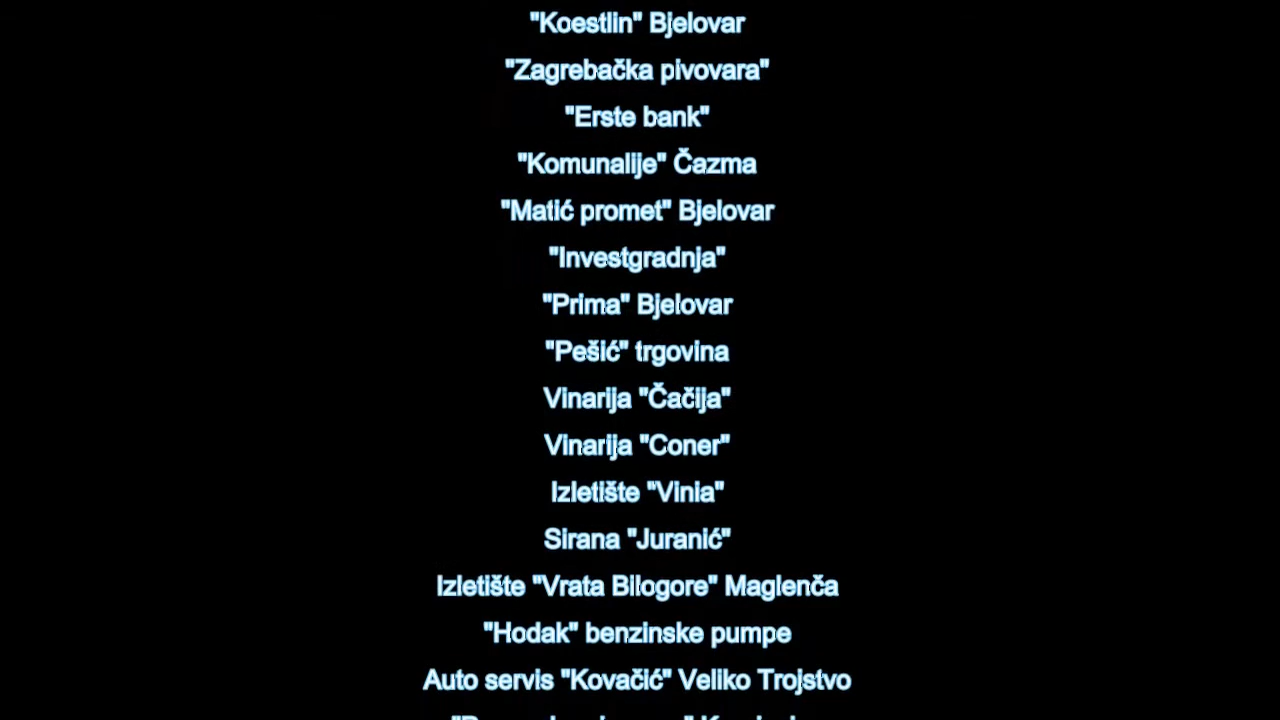 "Koestlin" Bjelovar
"Zagrebačka pivovara"
"Erste bank"
"Komunalije" Čazma
"Matić promet" Bjelovar
"Investgradnja"
"Prima" Bjelovar
"Pešić" trgovina
Vinarija "Čačija"
Vinarija "Coner"
Izletište "Vinia"
Sirana "Juranić"
Izletište "Vrata Bilogore" Maglenča
"Hodak" benzinske pumpe
Auto servis "Kovačić" Veliko Trojstvo